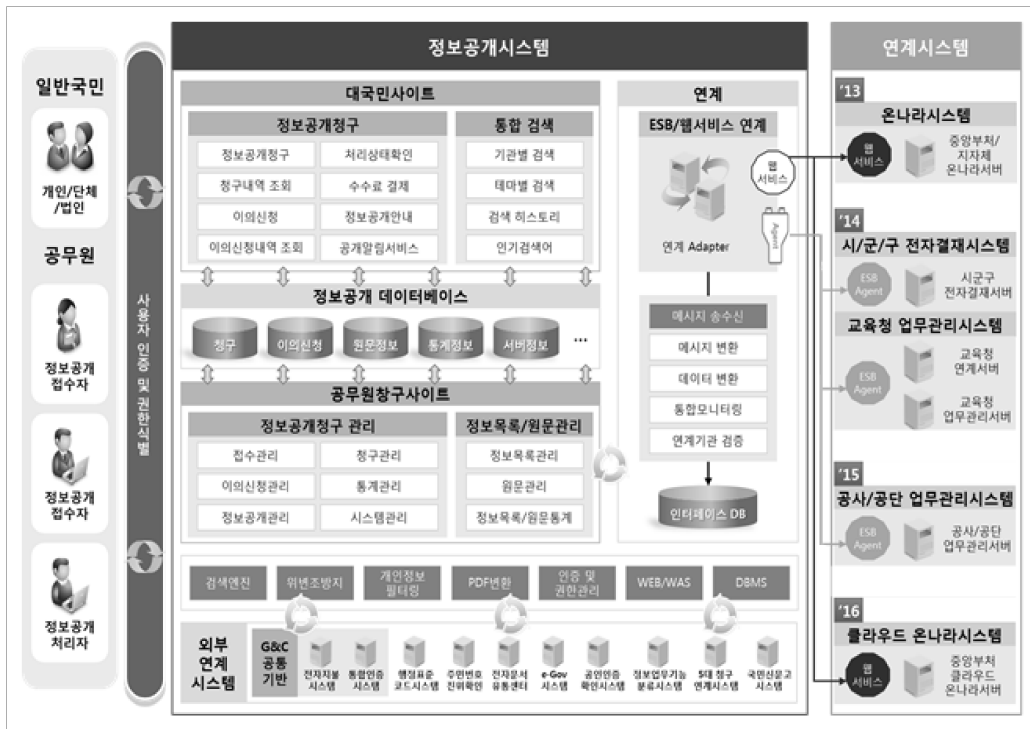 정보공개시스템
연계시스템
일반국민
개인/단체
/법인
공무원
정보공개
접수자
정보공개
접수자
정보공개
처리자
사용자 인증 및 권한식별
대국민사이트
정보공개청구
통합 검색
정보공개청구
처리상태확인
기관별 검색
청구내역 조회
수수료 결제
테마별 검색
이의신청
정보공개안내
검색 히스토리
이의신청내역 조회
공개알림서비스
인기검색어
정보공개 데이터베이스
청구
이의신청
원문정보
통계정보
서버정보
...
공무원창구사이트
정보공개청구 관리
정보목록/원문관리
접수관리
청구관리
정보목록관리
이의신청관리
통계관리
원문관리
정보공개관리
시스템관리
정보목록/원문통계
연계
ESB/웹서비스 연계
연계 Adapter
웹
서비스
Agent
메시지 송수신
메시지 변환
데이터 변환
통합모니터링
연계기관 검증
인터페이스 DB
검색엔진
위변조방지
개인정보
필터링
PDF변환
인증 및
권한관리
WEB/WAS
DBMS
외부
연계
시스템
G&C
공통
기반
전자지불
시스템
통합인증
시스템
행정표준
코드시스템
주민번호
진위확인
전자문서
유통센터
e-Gov
시스템
공인인증
확인시스템
정보업무기능
분류시스템
5대 청구
연계시스템
국민신문고
시스템
'13
온나라시스템
웹
서비스
중앙부처/
지자체
온나라서버
'14
시/군/구 전자결재시스템
ESB
Agent
시군구
전자결재서버
교육청 업무관리시스템
ESB
Agent
교육청
연계서버
교육청
업무관리서버
'15
공사/공단 업무관리시스템
ESB
Agent
공사/공단
업무관리서버
'16
클라우드 온나라시스템
웹
서비스
중앙부처
클라우드
온나라서버